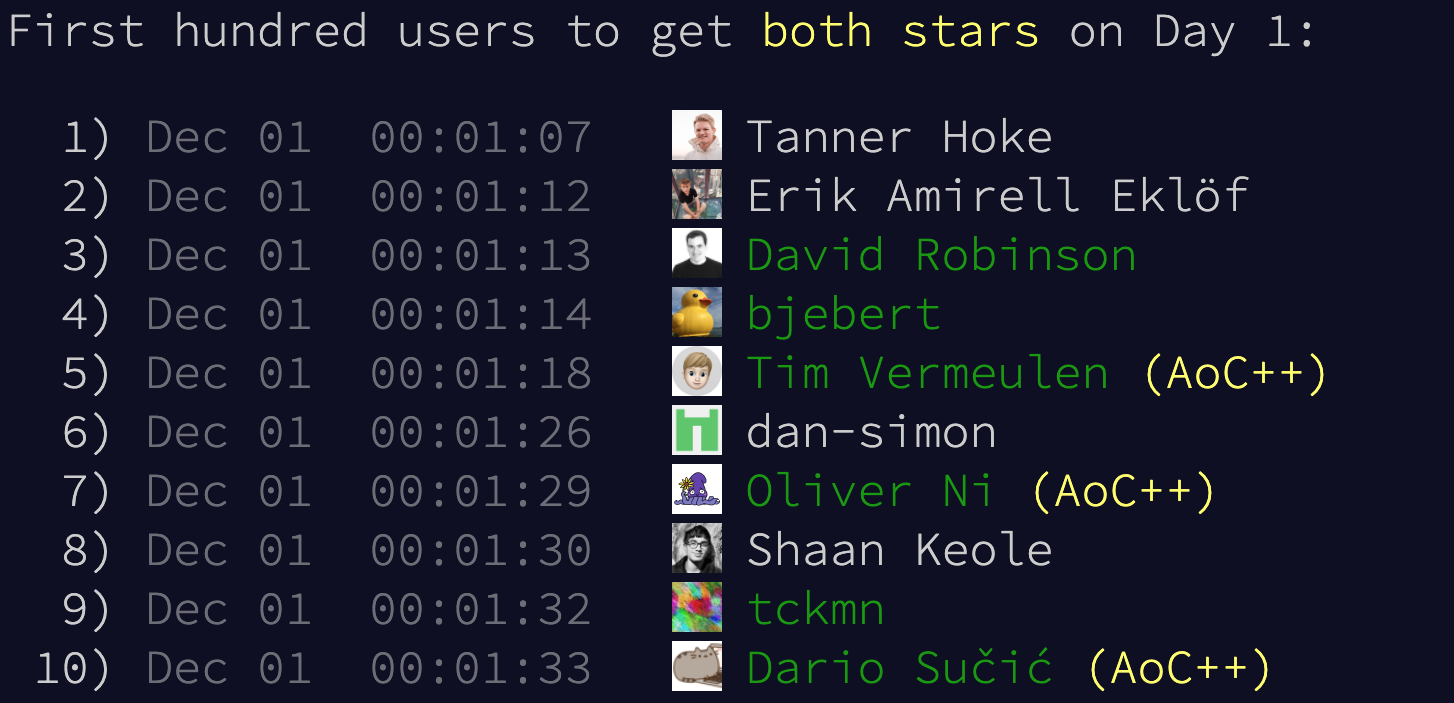 First hundred users to get both stars on Day 1:
1) Dec 01 00:01:07 Tanner Hoke
2) Dec 01 00:01:12 Erik Amirell Eklöf
3) Dec 01 00:01:13 David Robinson
4) Dec 01 00:01:14 bjebert
5) Dec 01 00:01:18 Tim Vermeulen (AoC++)
6) Dec 01 00:01:26 dan-simon
7) Dec 01 00:01:29 Oliver Ni (AoC++)
8) Dec 01 00:01:30 Shaan Keole
9) Dec 01 00:01:32 tckmn
10) Dec 01 00:01:33 Dario Sučić (AoC++)